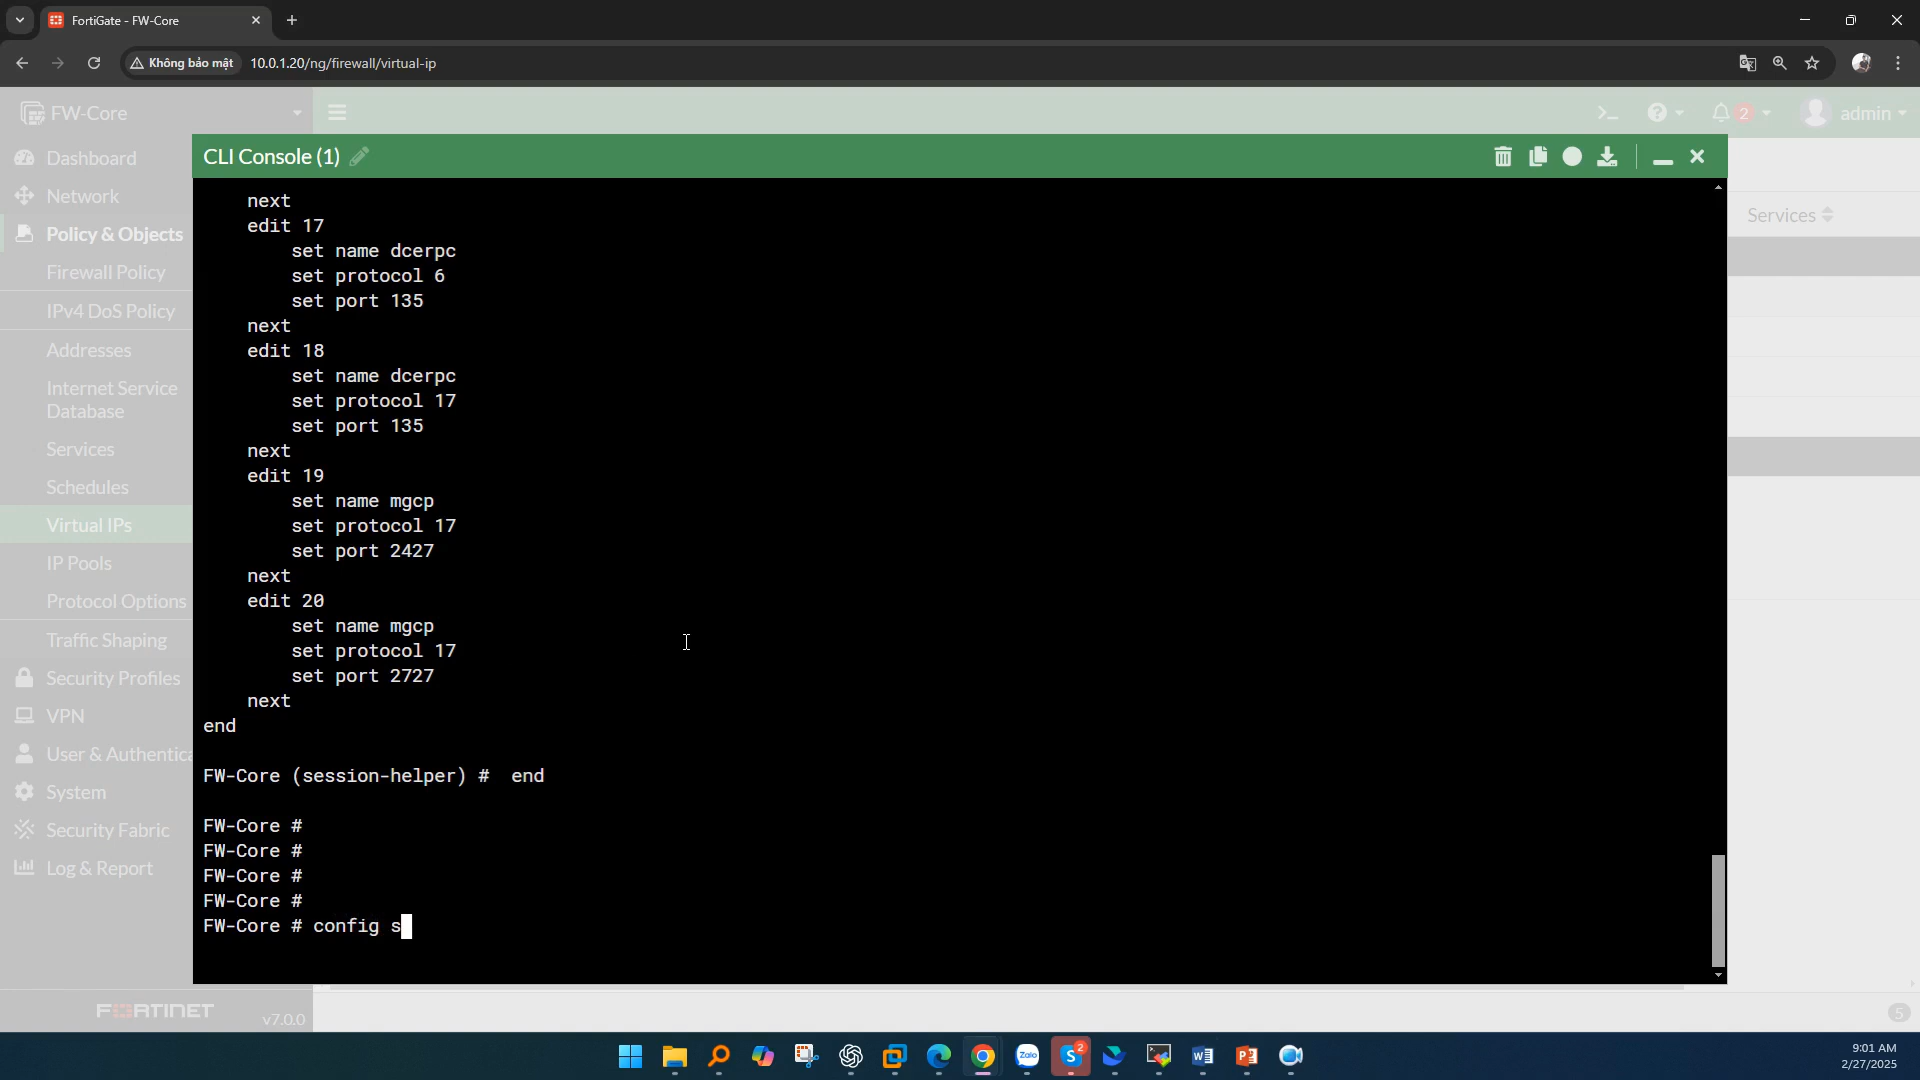 FortiGate - FW-Core
Không bảo mật
10.0.1.20/ng/firewall/virtual-ip
FW-Core
2
admin
Dashboard
Network
Policy & Objects
Firewall Policy
IPv4 DoS Policy
Addresses
Internet Service
Database
Services
Schedules
Virtual IPs
IP Pools
Protocol Options
Traffic Shaping
Security Profiles
VPN
User & Authentica
System
Security Fabric
Log & Report
FORTINET
v7.0.0
CLI Console (1)
next
edit 17
set name dcerpc
set protocol 6
set port 135
next
edit 18
set name dcerpc
set protocol 17
set port 135
next
edit 19
set name mgcp
set protocol 17
set port 2427
next
edit 20
set name mgcp
set protocol 17
set port 2727
next
end
FW-Core (session-helper) #  end
FW-Core #
FW-Core #
FW-Core #
FW-Core #
FW-Core # config s
Services
5
Zalo
S
2
W
P
9:01 AM
2/27/2025